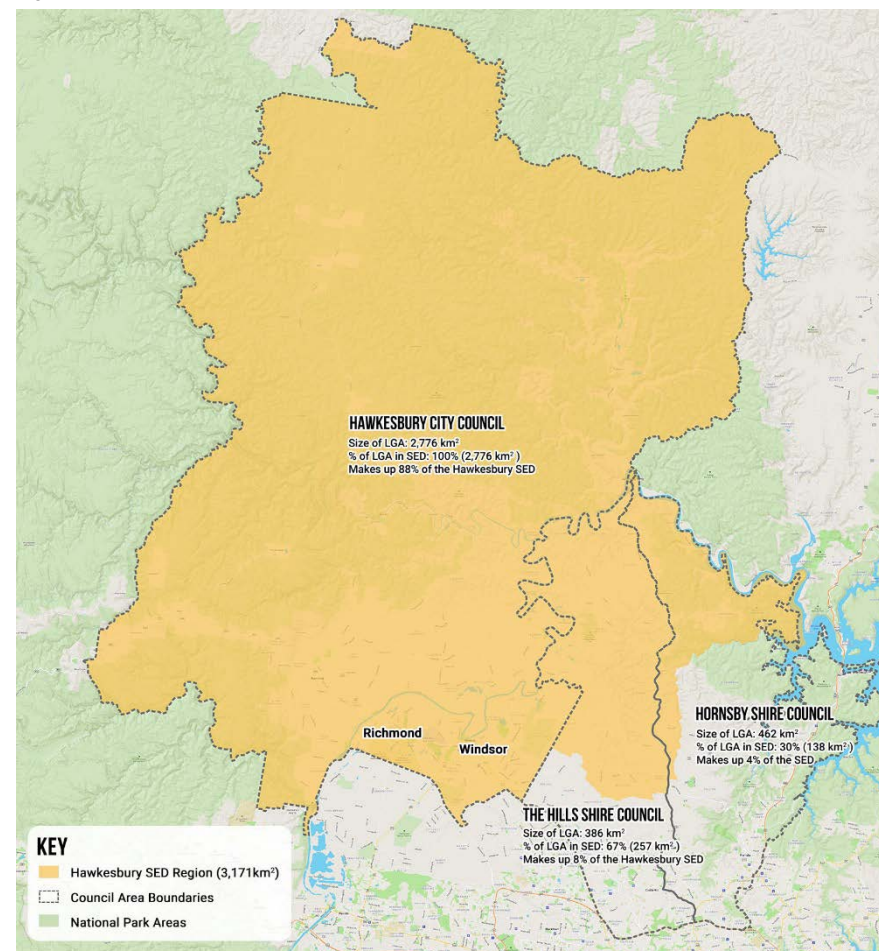 HAWKESBURY CITY COUNCIL
Size of LGA: 2,776 km²
% of LGA in SED: 100% (2,776 km² )
Makes up 88% of the Hawkesbury SED
Richmond
Windsor
HORNSBY SHIRE COUNCIL
Size of LGA: 462 km²
% of LGA in SED: 30% (138 km² )
Makes up 4% of the SED
THE HILLS SHIRE COUNCIL
Size of LGA: 386 km²
% of LGA in SED: 67% (257 km² )
Makes up 8% of the Hawkesbury SED
KEY
Hawkesbury SED Region (3,171km²)
Council Area Boundaries
National Park Areas